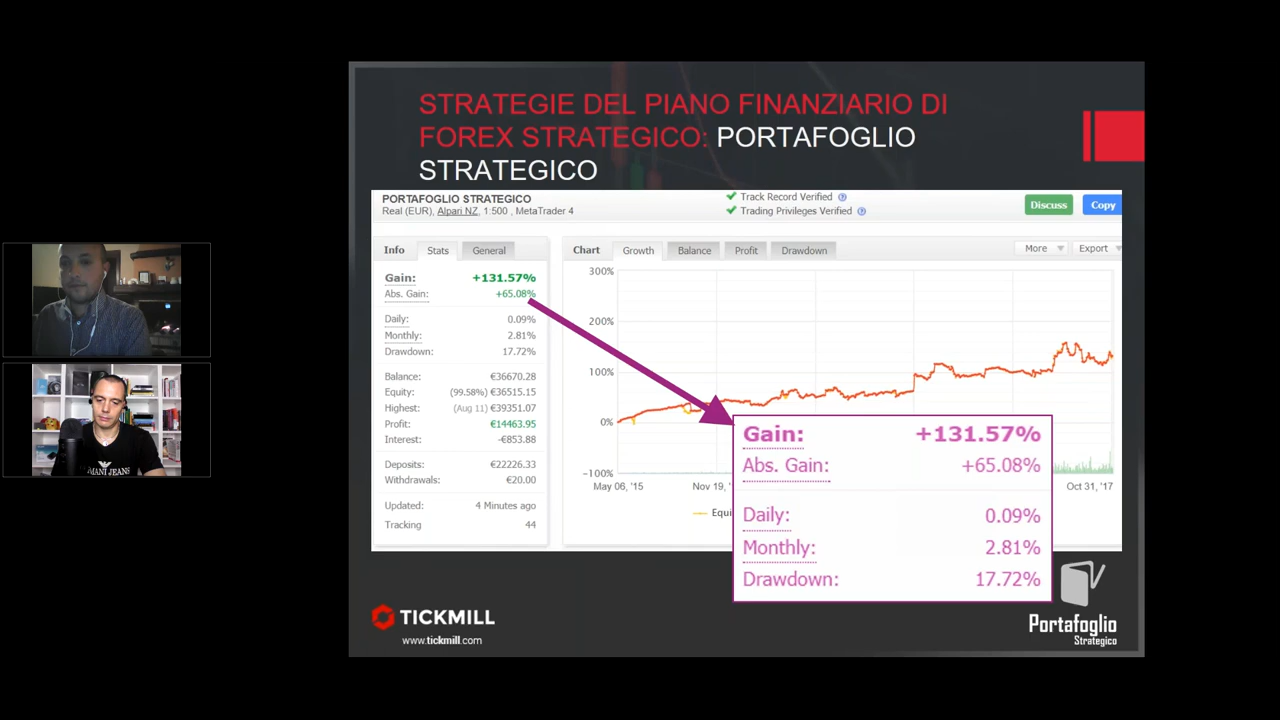 STRATEGIE DEL PIANO FINANZIARIO DI
FOREX STRATEGICO: PORTAFOGLIO
STRATEGICO
PORTAFOGLIO STRATEGICO
Real (EUR), Alpari NZ, 1:500 , MetaTrader 4
Track Record Verified
Trading Privileges Verified
Discuss
Copy
Info Stats General
Gain: +131.57%
Abs. Gain: +65.08%
Daily: 0.09%
Monthly: 2.81%
Drawdown: 17.72%
Balance: €36670.28
Equity: (99.58%) €36515.15
Highest: (Aug 11) €39351.07
Profit: €14463.95
Interest: -€853.88
Deposits: €22226.33
Withdrawals: €20.00
Updated: 4 Minutes ago
Tracking 44
Chart Growth Balance Profit Drawdown More Export
300%
200%
100%
0%
-100%
May 06, '15 Nov 19, Oct 31, '17
Equi
Gain: +131.57%
Abs. Gain: +65.08%
Daily: 0.09%
Monthly: 2.81%
Drawdown: 17.72%
TICKMILL
www.tickmill.com
Portafoglio
Strategico